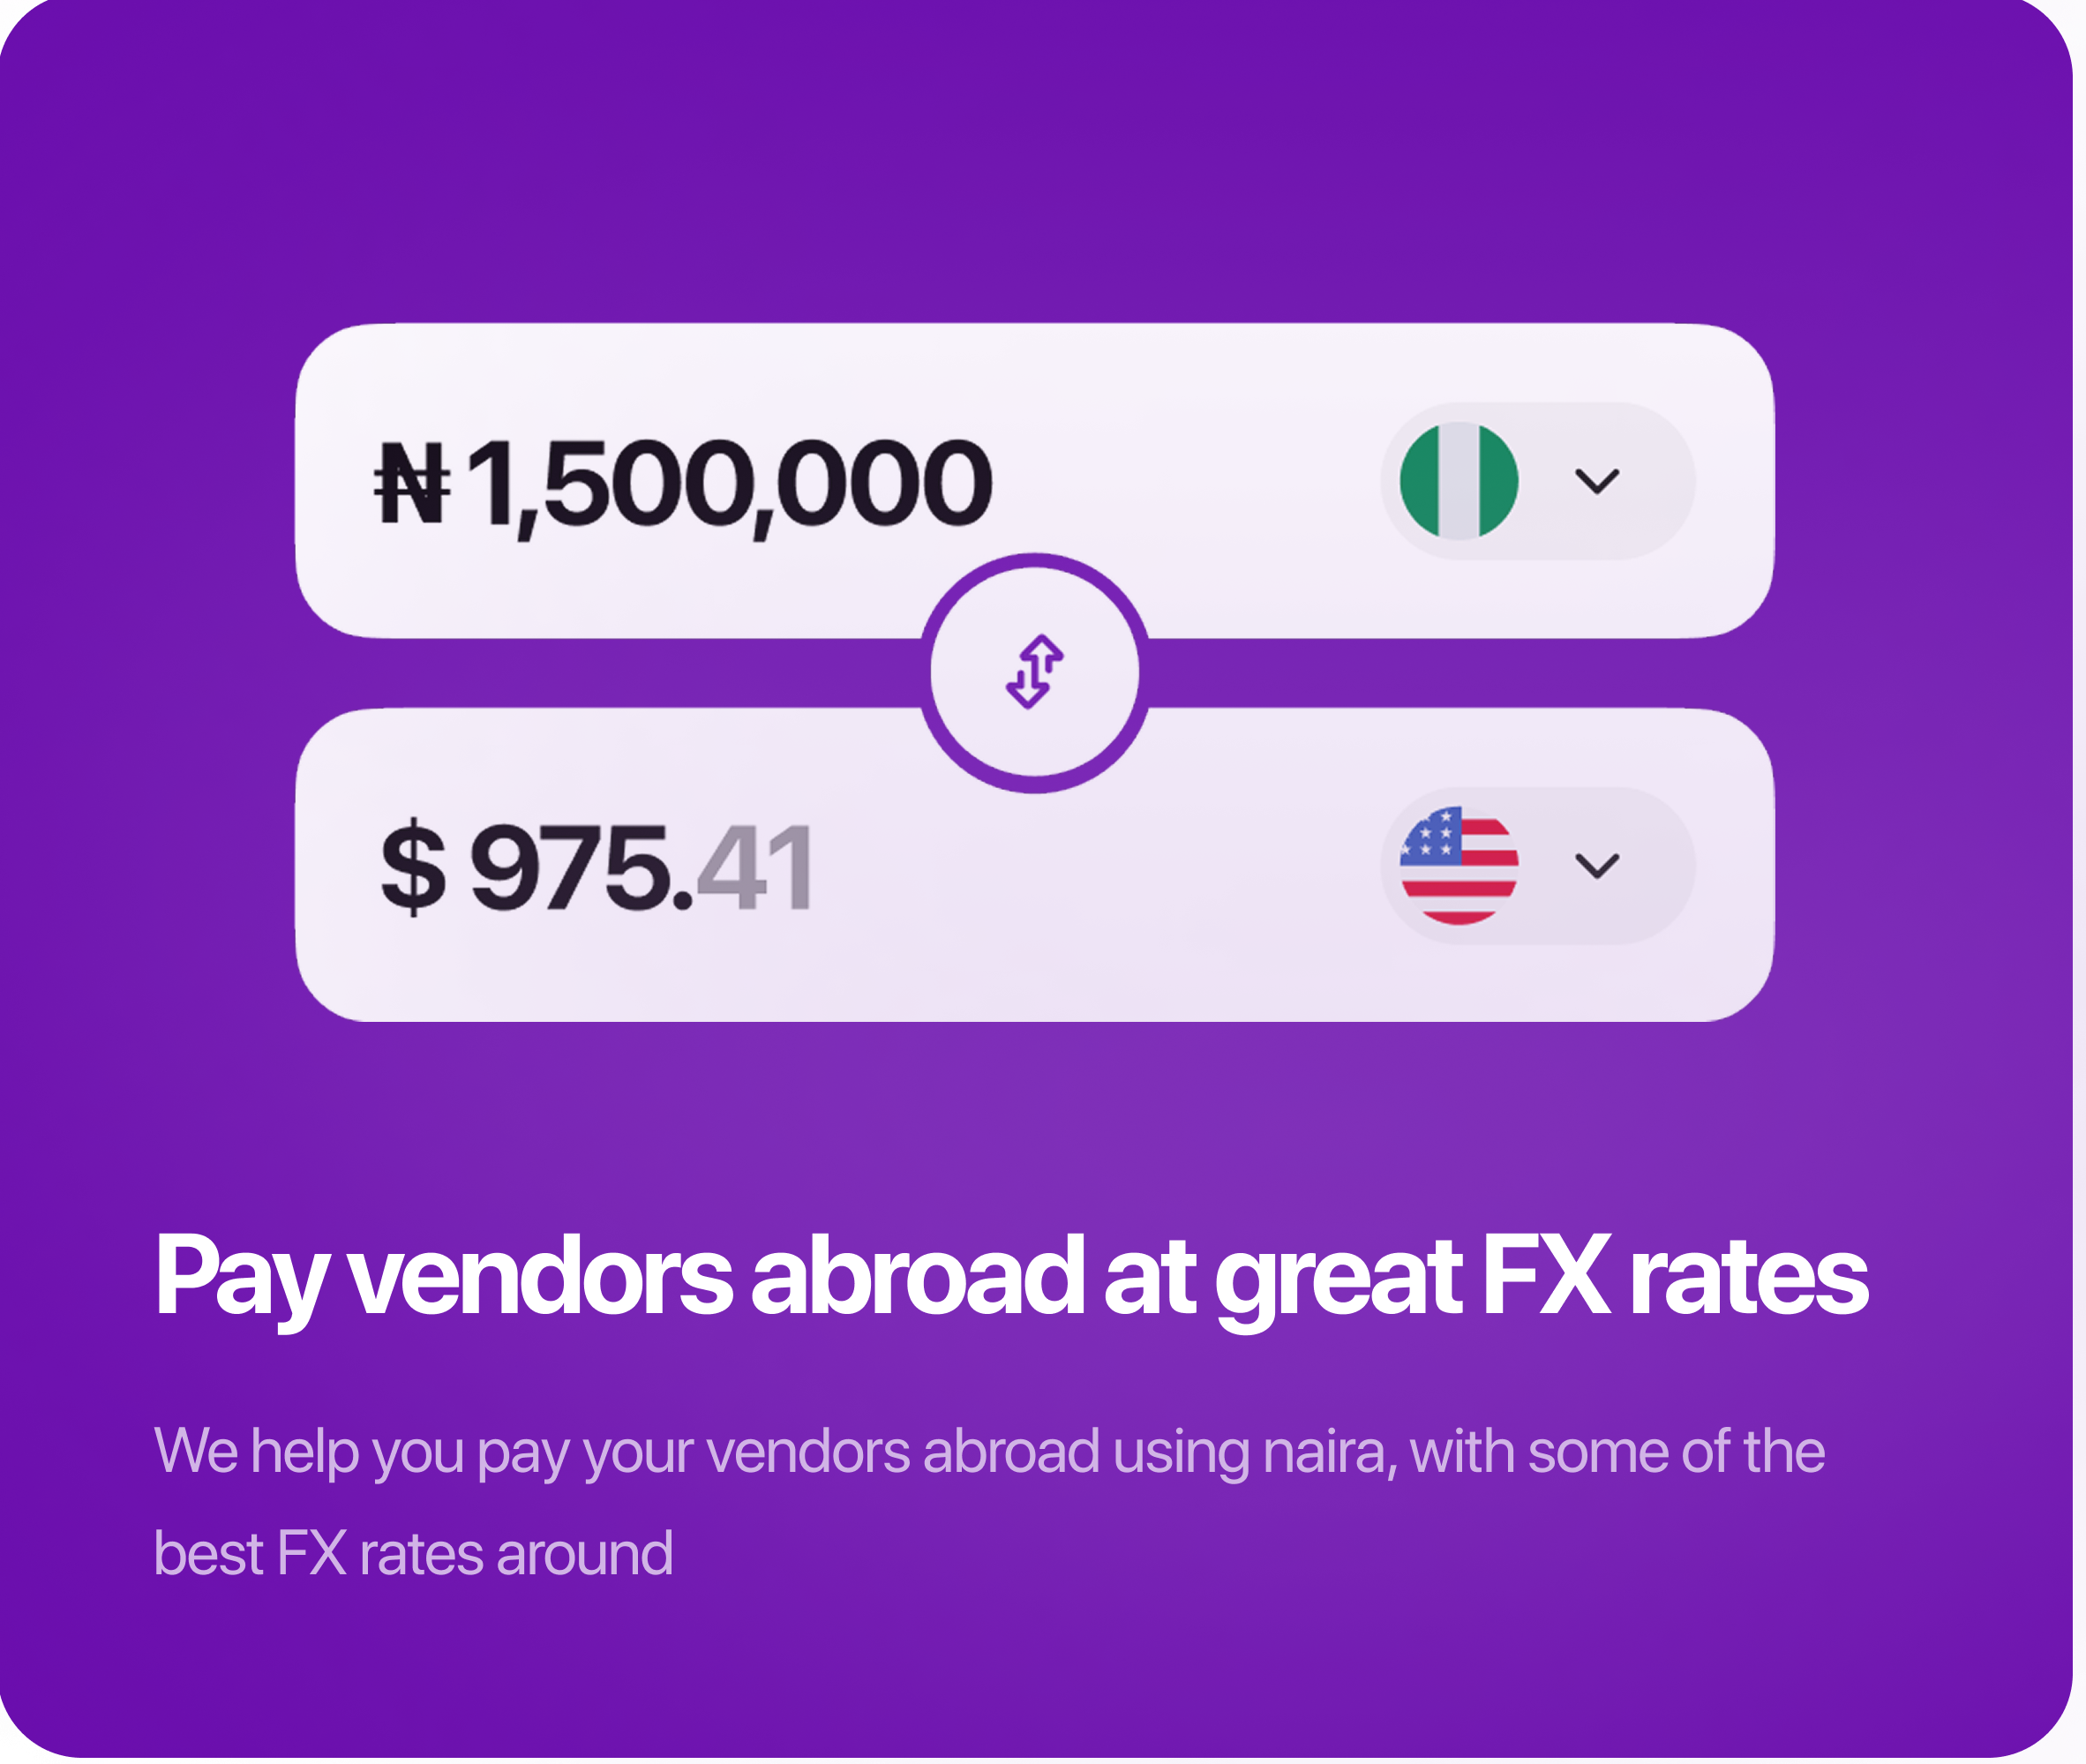 ₦ 1,500,000
$ 975.41
Pay vendors abroad at great FX rates
We help you pay your vendors abroad using naira, with some of the
best FX rates around